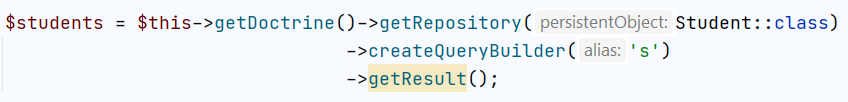 $students = $this->getDoctrine()->getRepository( persistentObject: Student::class)
->createQueryBuilder( alias: 's')
->getResult();